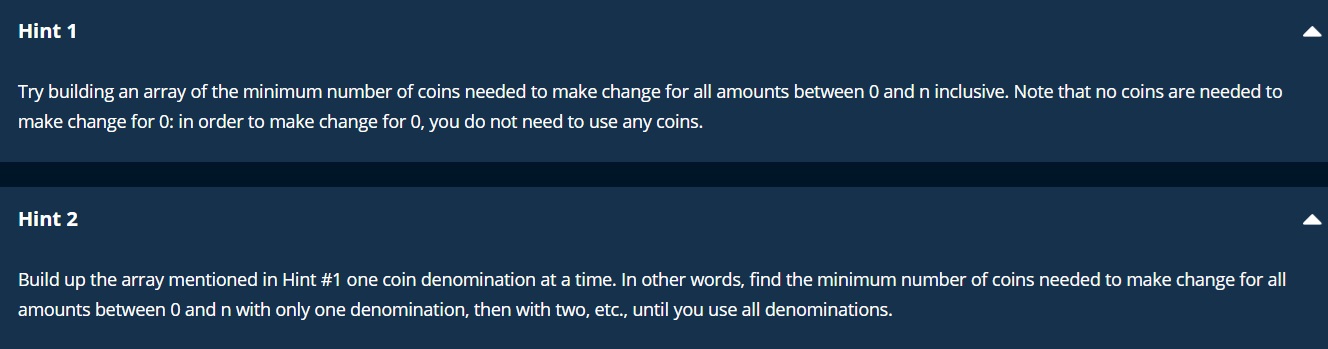 Hint 1
Try building an array of the minimum number of coins needed to make change for all amounts between 0 and n inclusive. Note that no coins are needed to
make change for 0: in order to make change for 0, you do not need to use any coins.
Hint 2
Build up the array mentioned in Hint #1 one coin denomination at a time. In other words, find the minimum number of coins needed to make change for all
amounts between 0 and n with only one denomination, then with two, etc., until you use all denominations.